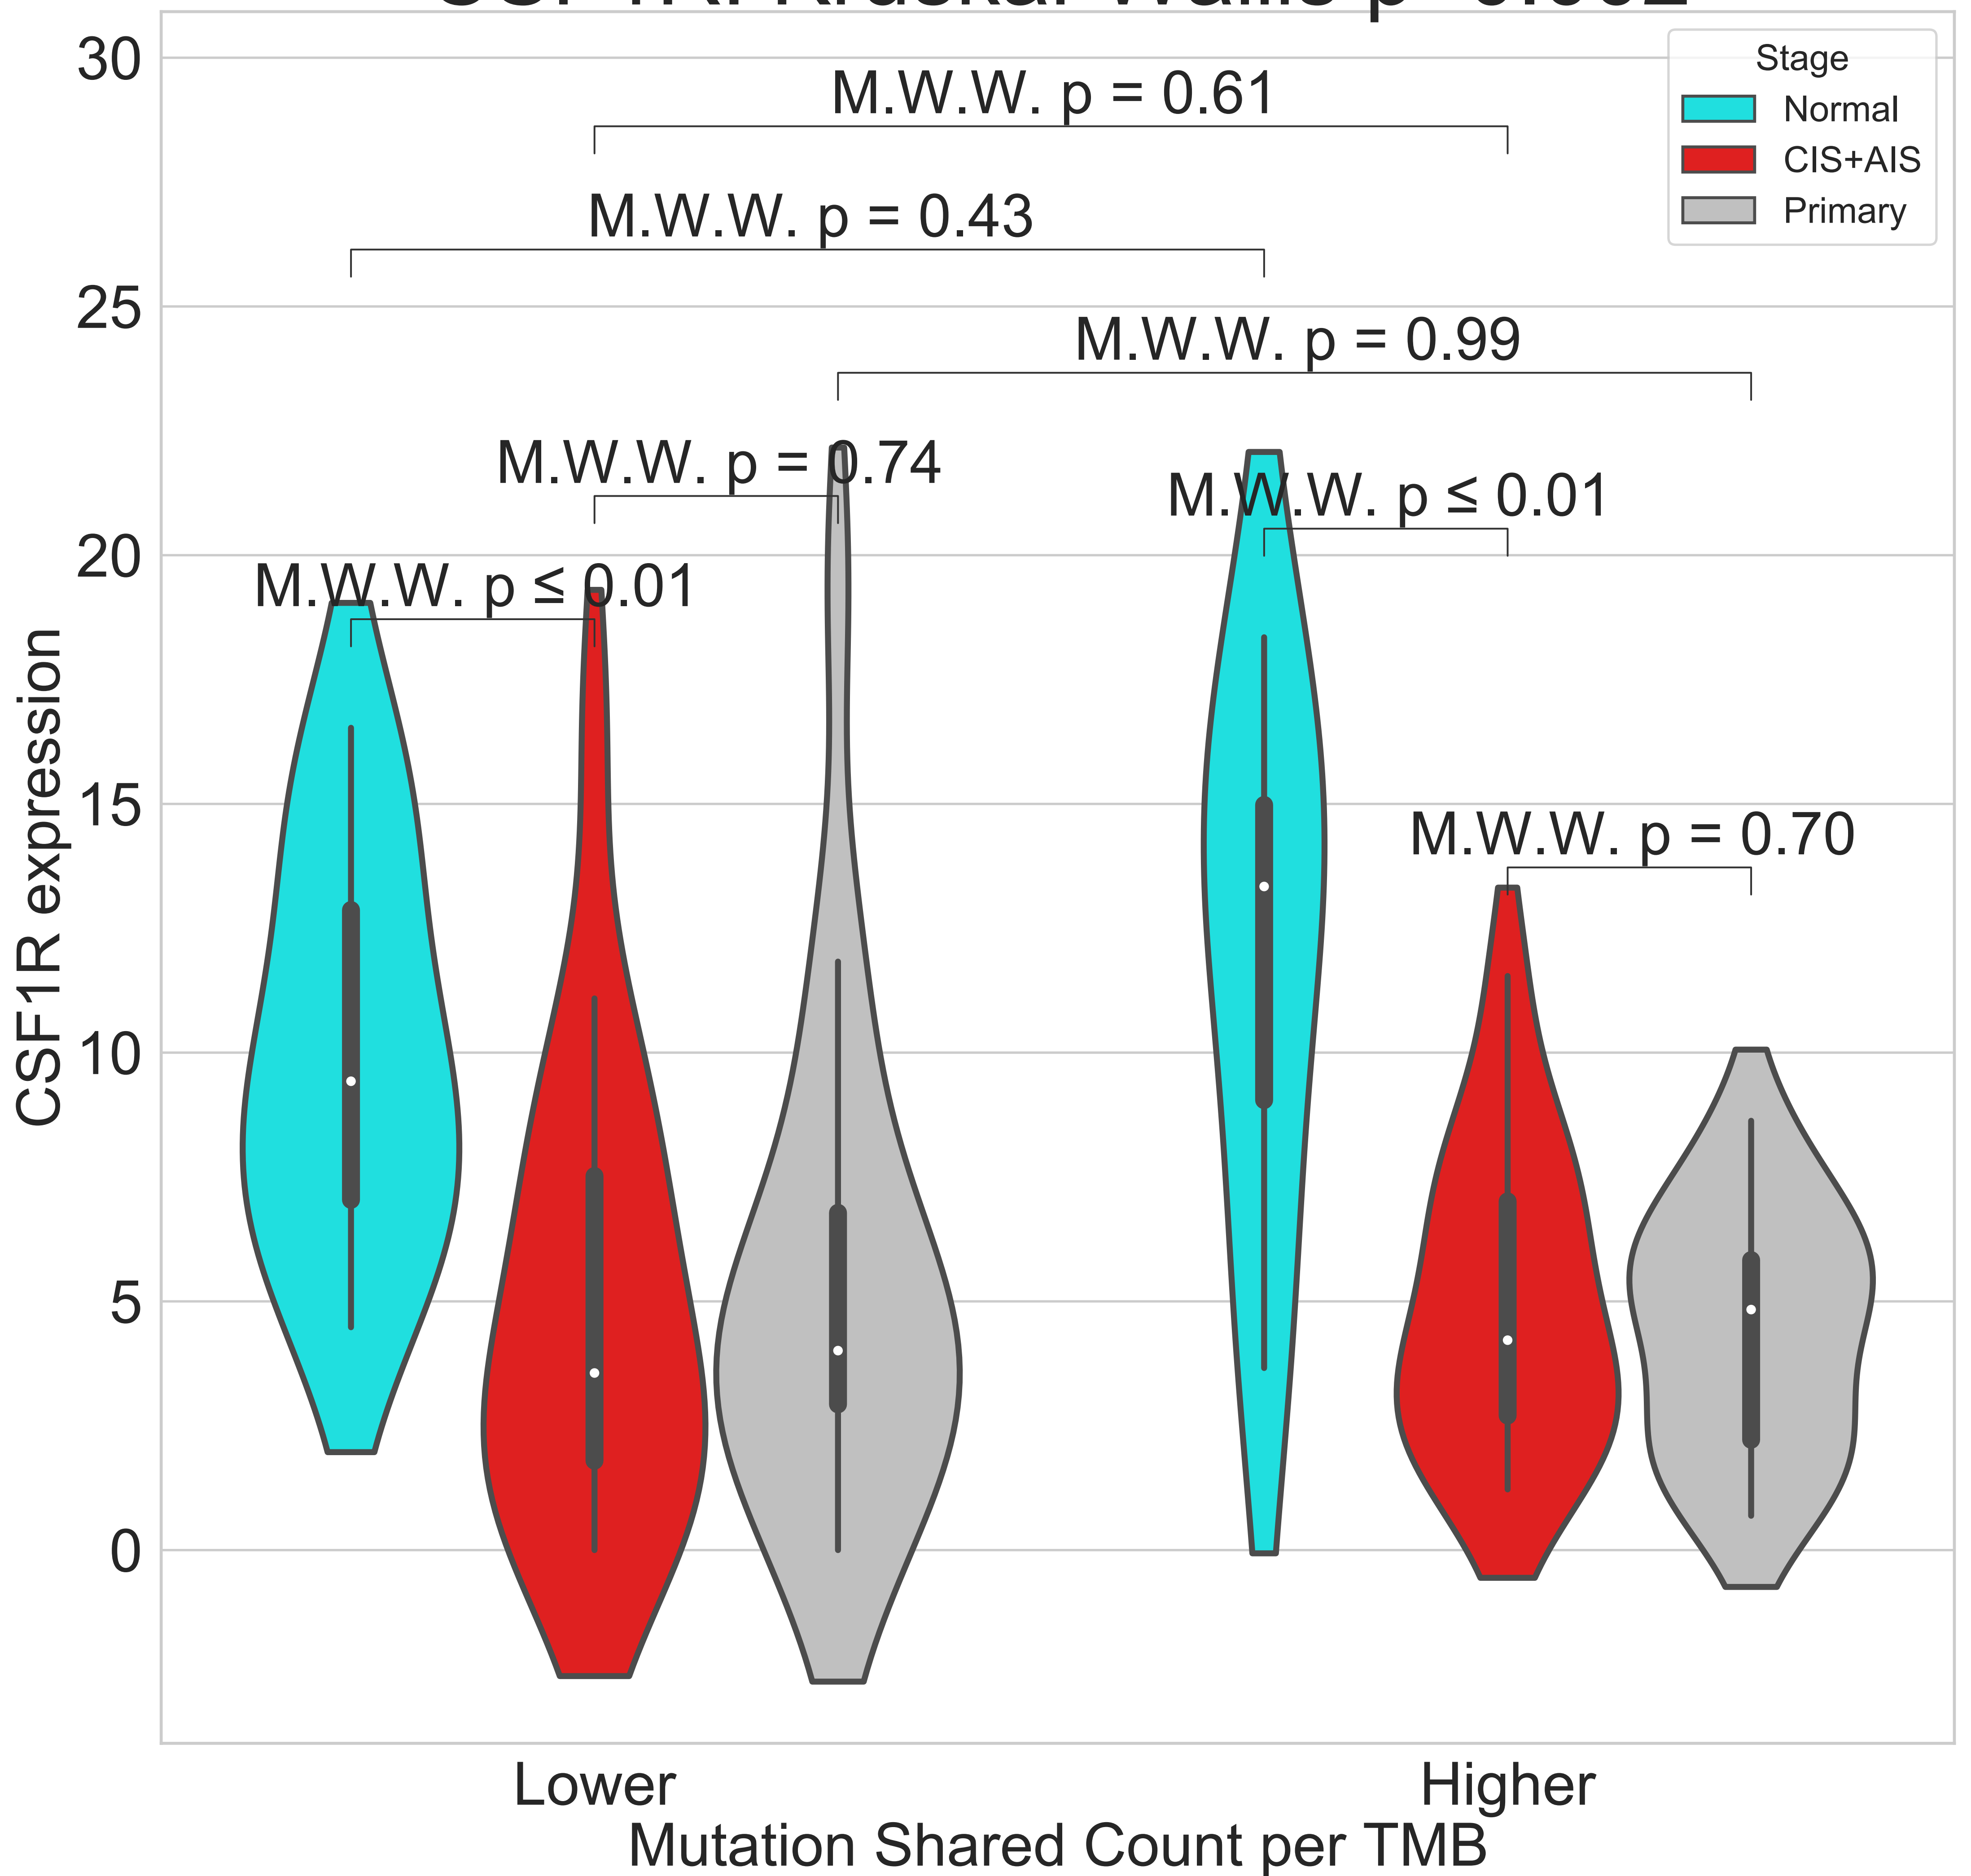 30
Stage
Normal
CIS+AIS
Primary
M.W.W. p = 0.61
M.W.W. p = 0.43
25
M.W.W. p = 0.99
M.W.W. p = 0.74
M.W.W. p ≤ 0.01
20
M.W.W. p ≤ 0.01
15
M.W.W. p = 0.70
CSF1R expression
10
5
0
Lower
Higher
Mutation Shared Count per TMB